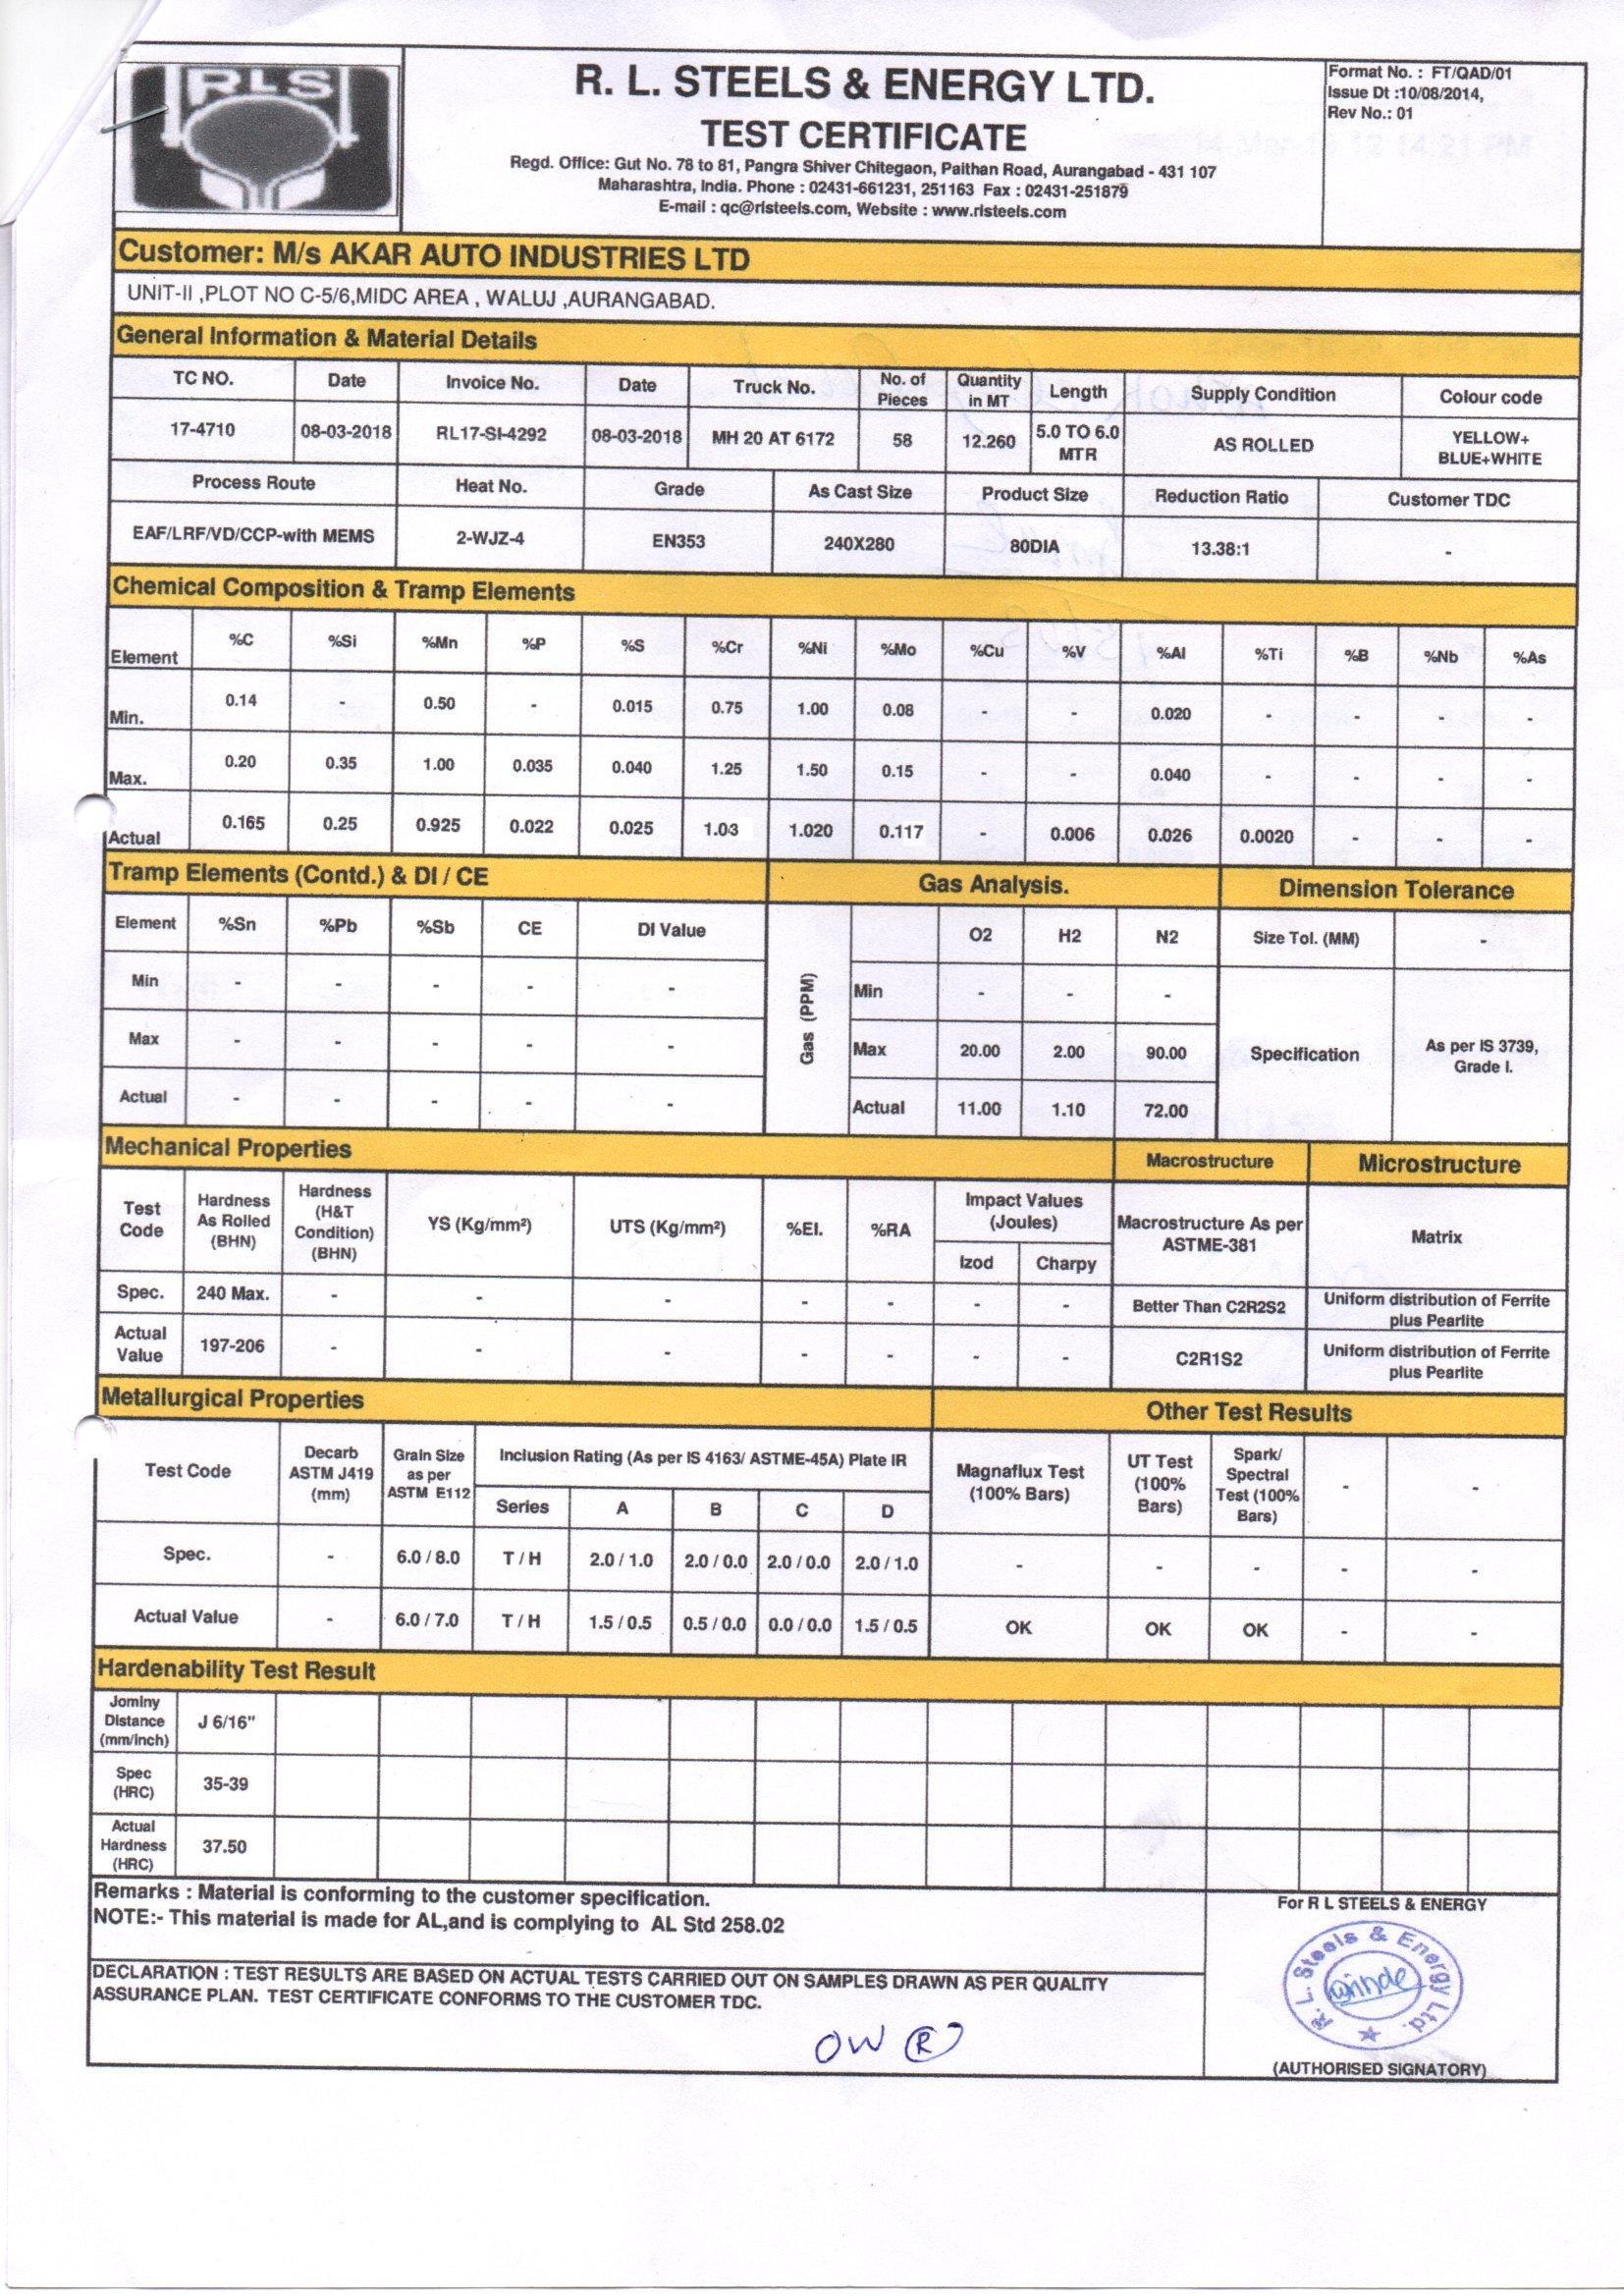 RLS
R. L. STEELS & ENERGY LTD.
TEST CERTIFICATE
Regd. Office: Gut No. 78 to 81, Pangra Shiver Chitegaon, Paithan Road, Aurangabad - 431 107
Maharashtra, India. Phone : 02431-661231, 251163 Fax : 02431-251879
E-mail : qc@rlsteels.com, Website : www.rlsteels.com
Format No. : FT/QAD/01
Issue Dt :10/08/2014,
Rev No.: 01
Customer: M/s AKAR AUTO INDUSTRIES LTD
UNIT-II ,PLOT NO C-5/6,MIDC AREA , WALUJ ,AURANGABAD.
General Information & Material Details
TC NO. Date Invoice No. Date Truck No. No. of Pieces Quantity in MT Length Supply Condition Colour code
17-4710 08-03-2018 RL17-SI-4292 08-03-2018 MH 20 AT 6172 58 12.260 5.0 TO 6.0 MTR AS ROLLED YELLOW+ BLUE+WHITE
Process Route Heat No. Grade As Cast Size Product Size Reduction Ratio Customer TDC
EAF/LRF/VD/CCP-with MEMS 2-WJZ-4 EN353 240X280 80DIA 13.38:1 -
Chemical Composition & Tramp Elements
Element %C %Si %Mn %P %S %Cr %Ni %Mo %Cu %V %Al %Ti %B %Nb %As
Min. 0.14 - 0.50 - 0.015 0.75 1.00 0.08 - - 0.020 - - - -
Max. 0.20 0.35 1.00 0.035 0.040 1.25 1.50 0.15 - - 0.040 - - - -
Actual 0.165 0.25 0.925 0.022 0.025 1.03 1.020 0.117 - 0.006 0.026 0.0020 - - -
Tramp Elements (Contd.) & DI / CE Gas Analysis. Dimension Tolerance
Element %Sn %Pb %Sb CE DI Value Gas (PPM) O2 H2 N2 Size Tol. (MM) -
Min - - - - - Min - - -
Max - - - - - Max 20.00 2.00 90.00 Specification As per IS 3739, Grade I.
Actual - - - - - Actual 11.00 1.10 72.00
Mechanical Properties Macrostructure Microstructure
Test Code Hardness As Rolled (BHN) Hardness (H&T Condition) (BHN) YS (Kg/mm²) UTS (Kg/mm²) %El. %RA Impact Values (Joules) Izod Charpy Macrostructure As per ASTME-381 Matrix
Spec. 240 Max. - - - - - - - Better Than C2R2S2 Uniform distribution of Ferrite plus Pearlite
Actual Value 197-206 - - - - - - - C2R1S2 Uniform distribution of Ferrite plus Pearlite
Metallurgical Properties Other Test Results
Test Code Decarb ASTM J419 (mm) Grain Size as per ASTM E112 Inclusion Rating (As per IS 4163/ ASTME-45A) Plate IR Magnaflux Test (100% Bars) UT Test (100% Bars) Spark/ Spectral Test (100% Bars) - -
Series A B C D
Spec. - 6.0 / 8.0 T / H 2.0 / 1.0 2.0 / 0.0 2.0 / 0.0 2.0 / 1.0 - - - - -
Actual Value - 6.0 / 7.0 T / H 1.5 / 0.5 0.5 / 0.0 0.0 / 0.0 1.5 / 0.5 OK OK OK - -
Hardenability Test Result
Jominy Distance (mm/inch) J 6/16"
Spec (HRC) 35-39
Actual Hardness (HRC) 37.50
Remarks : Material is conforming to the customer specification.
NOTE:- This material is made for AL,and is complying to AL Std 258.02
DECLARATION : TEST RESULTS ARE BASED ON ACTUAL TESTS CARRIED OUT ON SAMPLES DRAWN AS PER QUALITY
ASSURANCE PLAN. TEST CERTIFICATE CONFORMS TO THE CUSTOMER TDC.
OW R
For R L STEELS & ENERGY
R. L. Steels & Energy Ltd.
(AUTHORISED SIGNATORY)